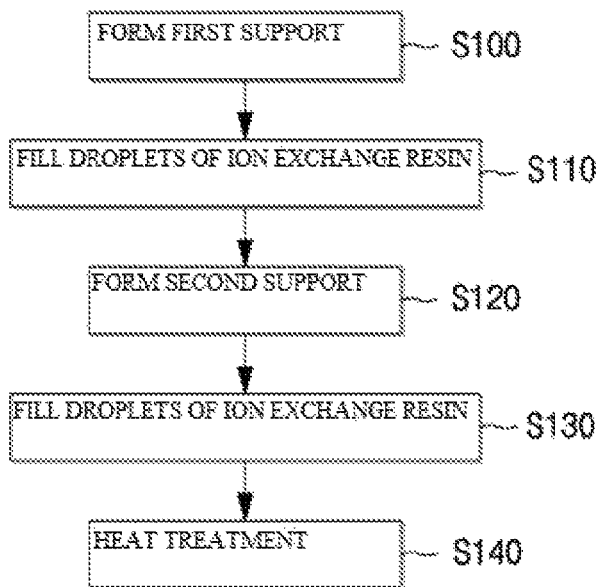 FORM FIRST SUPPORT
S100
FILL DROPLETS OF ION EXCHANGE RESIN
S110
FORM SECOND SUPPORT
S120
FILL DROPLETS OF ION EXCHANGE RESIN
S130
HEAT TREATMENT
S140